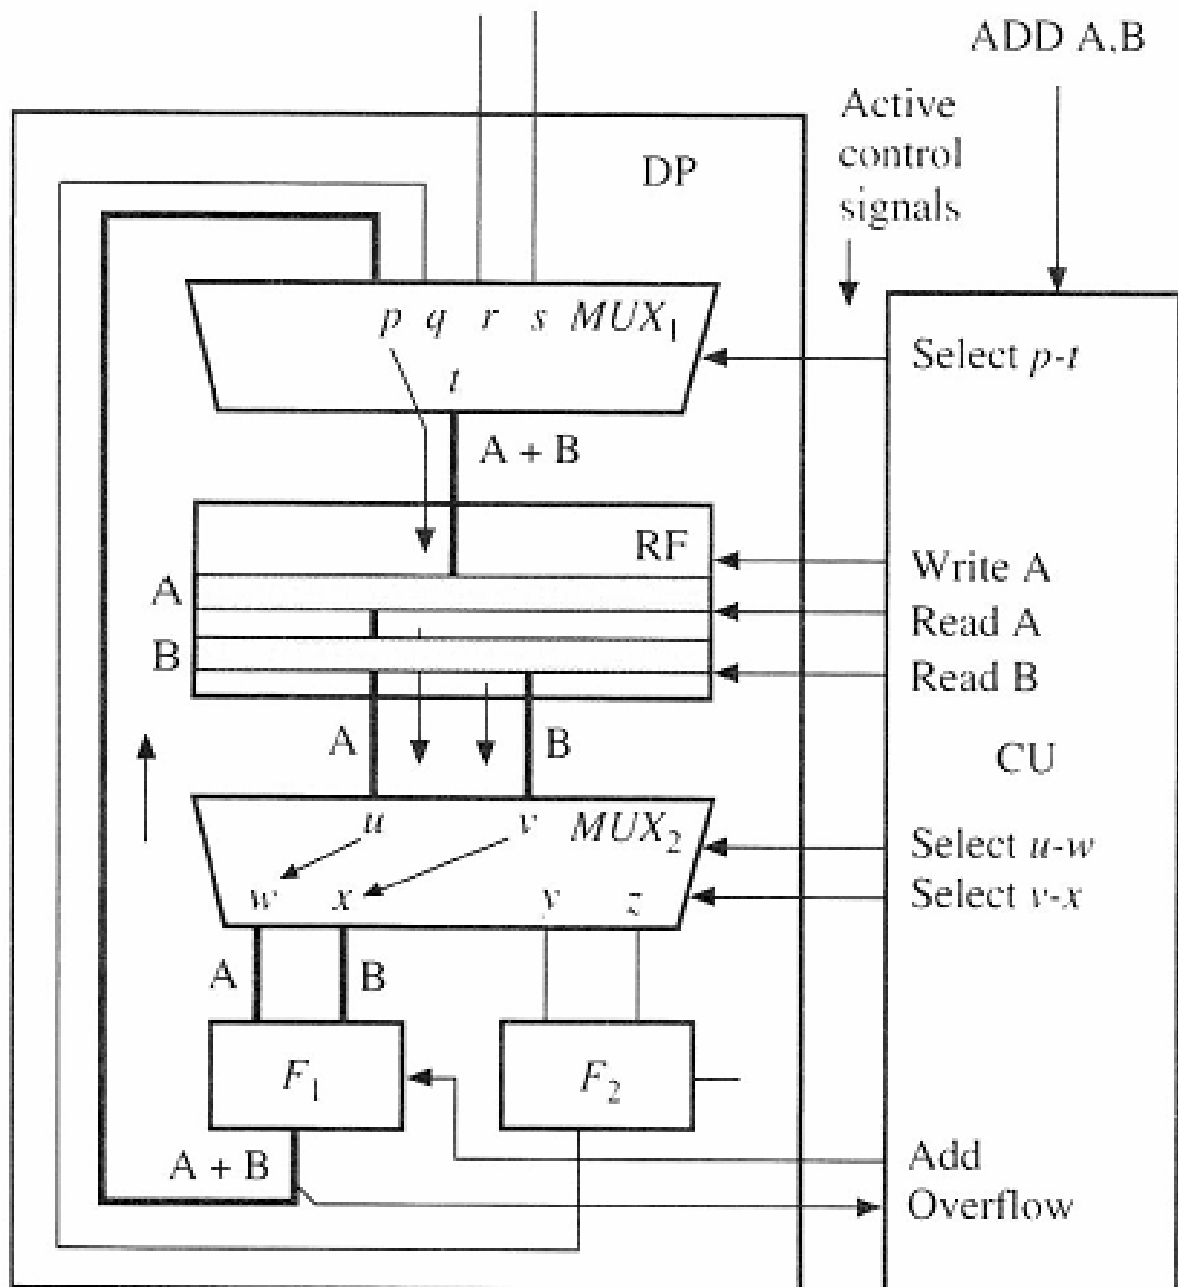 ADD A,B
Active
control
signals
DP
p q r s MUX1
t
Select p-t
A + B
RF
Write A
A
Read A
B
Read B
A
B
CU
u
v
MUX2
Select u-w
w
x
y
z
Select v-x
A
B
F1
F2
A + B
Add
Overflow